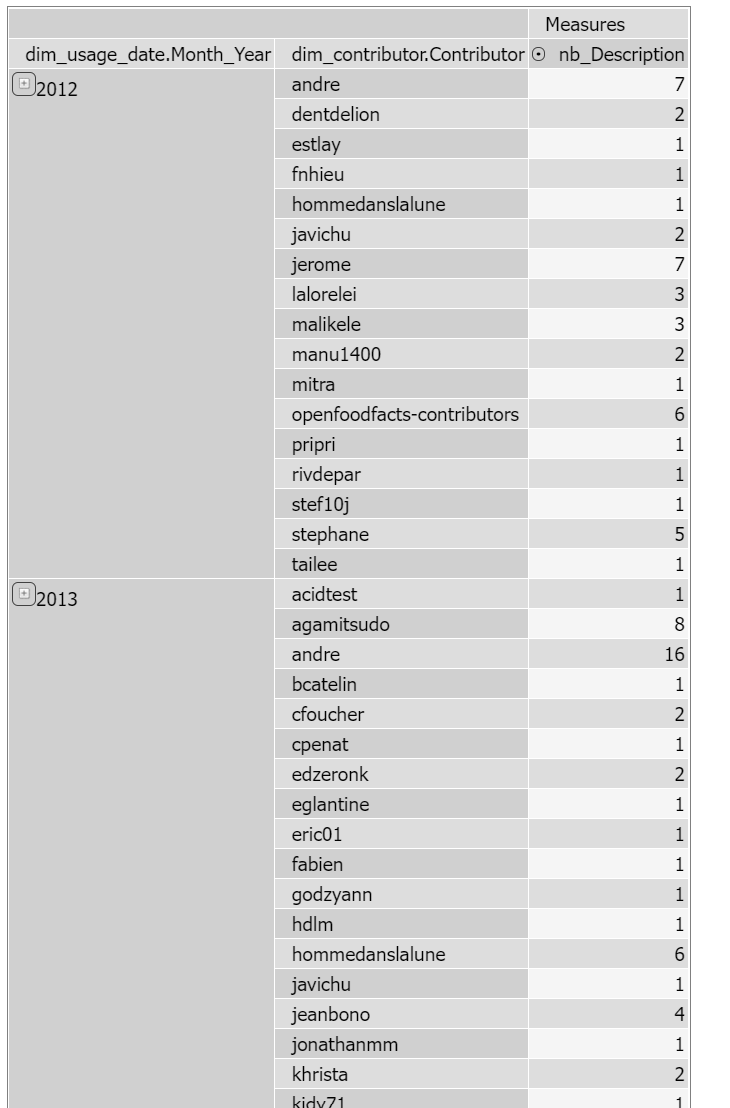 Measures
dim_usage_date.Month_Year dim_contributor.Contributor nb_Description
2012 andre 7
dentdelion 2
estlay 1
fnhieu 1
hommedanslalune 1
javichu 2
jerome 7
lalorelei 3
malikele 3
manu1400 2
mitra 1
openfoodfacts-contributors 6
pripri 1
rivdepar 1
stef10j 1
stephane 5
tailee 1
2013 acidtest 1
agamitsudo 8
andre 16
bcatelin 1
cfoucher 2
cpenat 1
edzeronk 2
eglantine 1
eric01 1
fabien 1
godzyann 1
hdlm 1
hommedanslalune 6
javichu 1
jeanbono 4
jonathanmm 1
khrista 2
kidy71 1